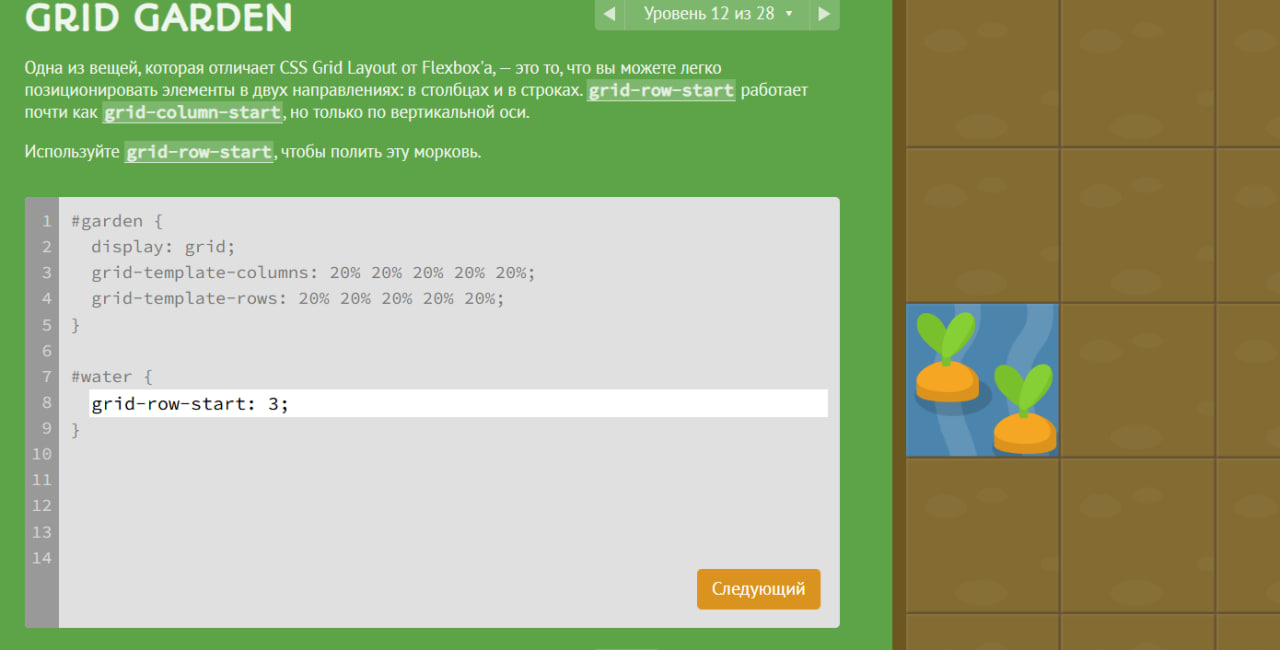 GRID GARDEN
Уровень 12 из 28
Одна из вещей, которая отличает CSS Grid Layout от Flexbox'a, — это то, что вы можете легко
позиционировать элементы в двух направлениях: в столбцах и в строках. grid-row-start работает
почти как grid-column-start, но только по вертикальной оси.
Используйте grid-row-start, чтобы полить эту морковь.
1 #garden {
2 display: grid;
3 grid-template-columns: 20% 20% 20% 20% 20%;
4 grid-template-rows: 20% 20% 20% 20% 20%;
5 }
6
7 #water {
8 grid-row-start: 3;
9 }
10
11
12
13
14
Следующий